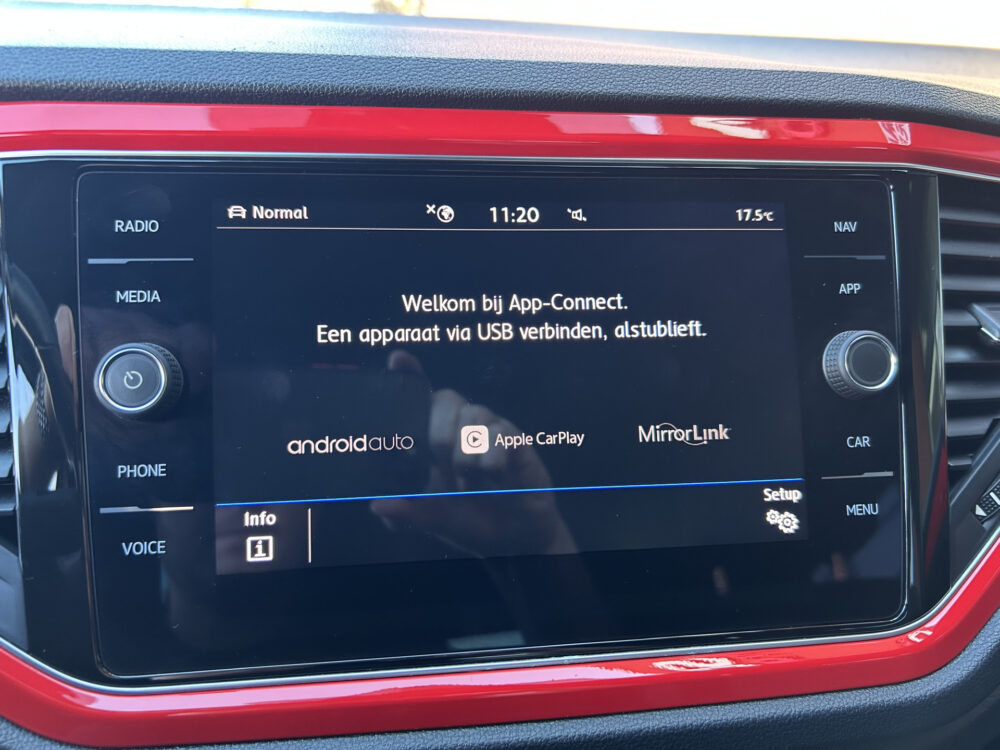 RADIO
MEDIA
PHONE
VOICE
Normal 11:20 17.5°C
Welkom bij App-Connect.
Een apparaat via USB verbinden, alstublieft.
androidauto Apple CarPlay MirrorLink
Info
Setup
NAV
APP
CAR
MENU